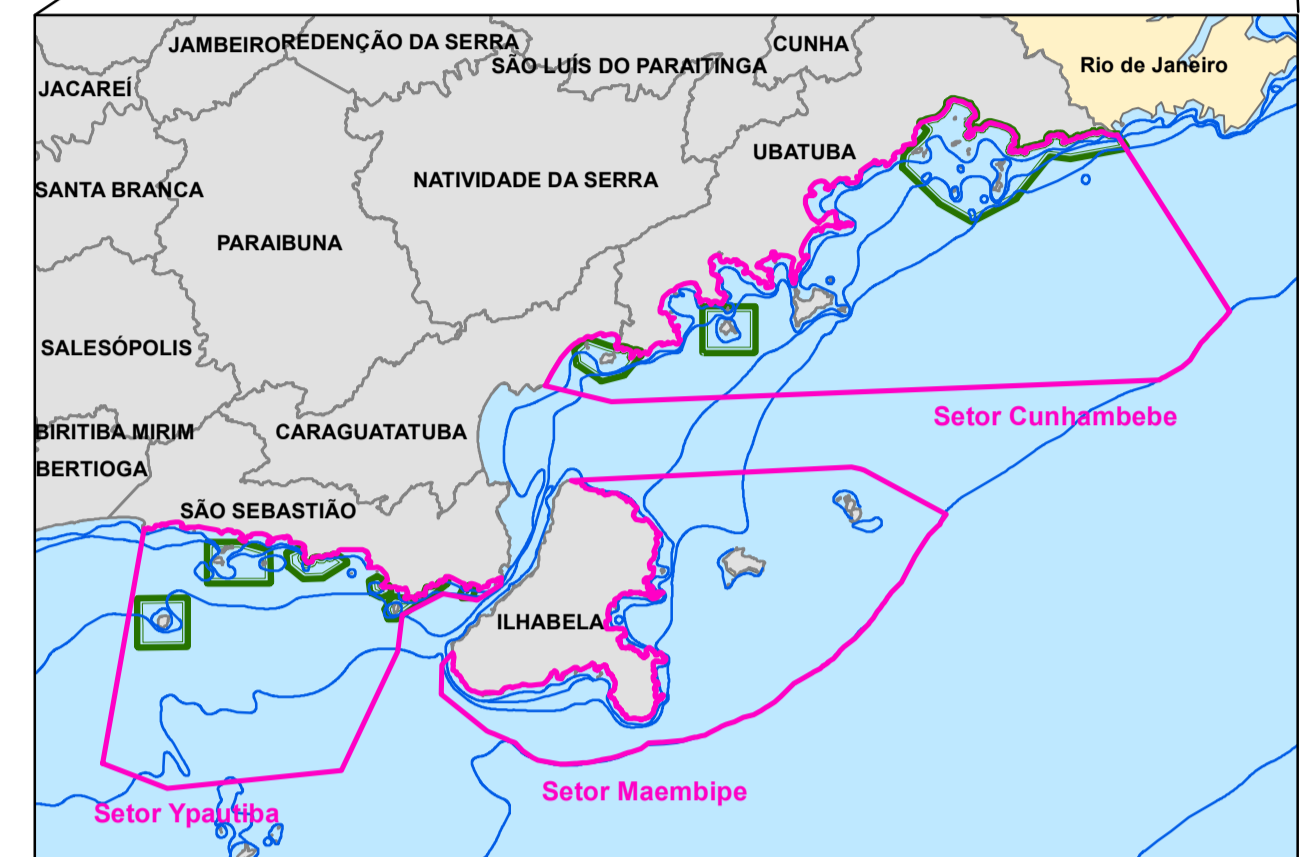 JAMBEIRO
REDENÇÃO DA SERRA
CUNHA
SÃO LUÍS DO PARAITINGA
Rio de Janeiro
JACAREÍ
UBATUBA
SANTA BRANCA
NATIVIDADE DA SERRA
PARAIBUNA
SALESÓPOLIS
Setor Cunhambebe
BIRITIBA MIRIM
CARAGUATATUBA
BERTIOGA
SÃO SEBASTIÃO
ILHABELA
Setor Maembipe
Setor Ypautiba